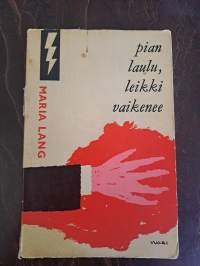 pian
laulu,
leikki
vaikenee
MARIA LANG